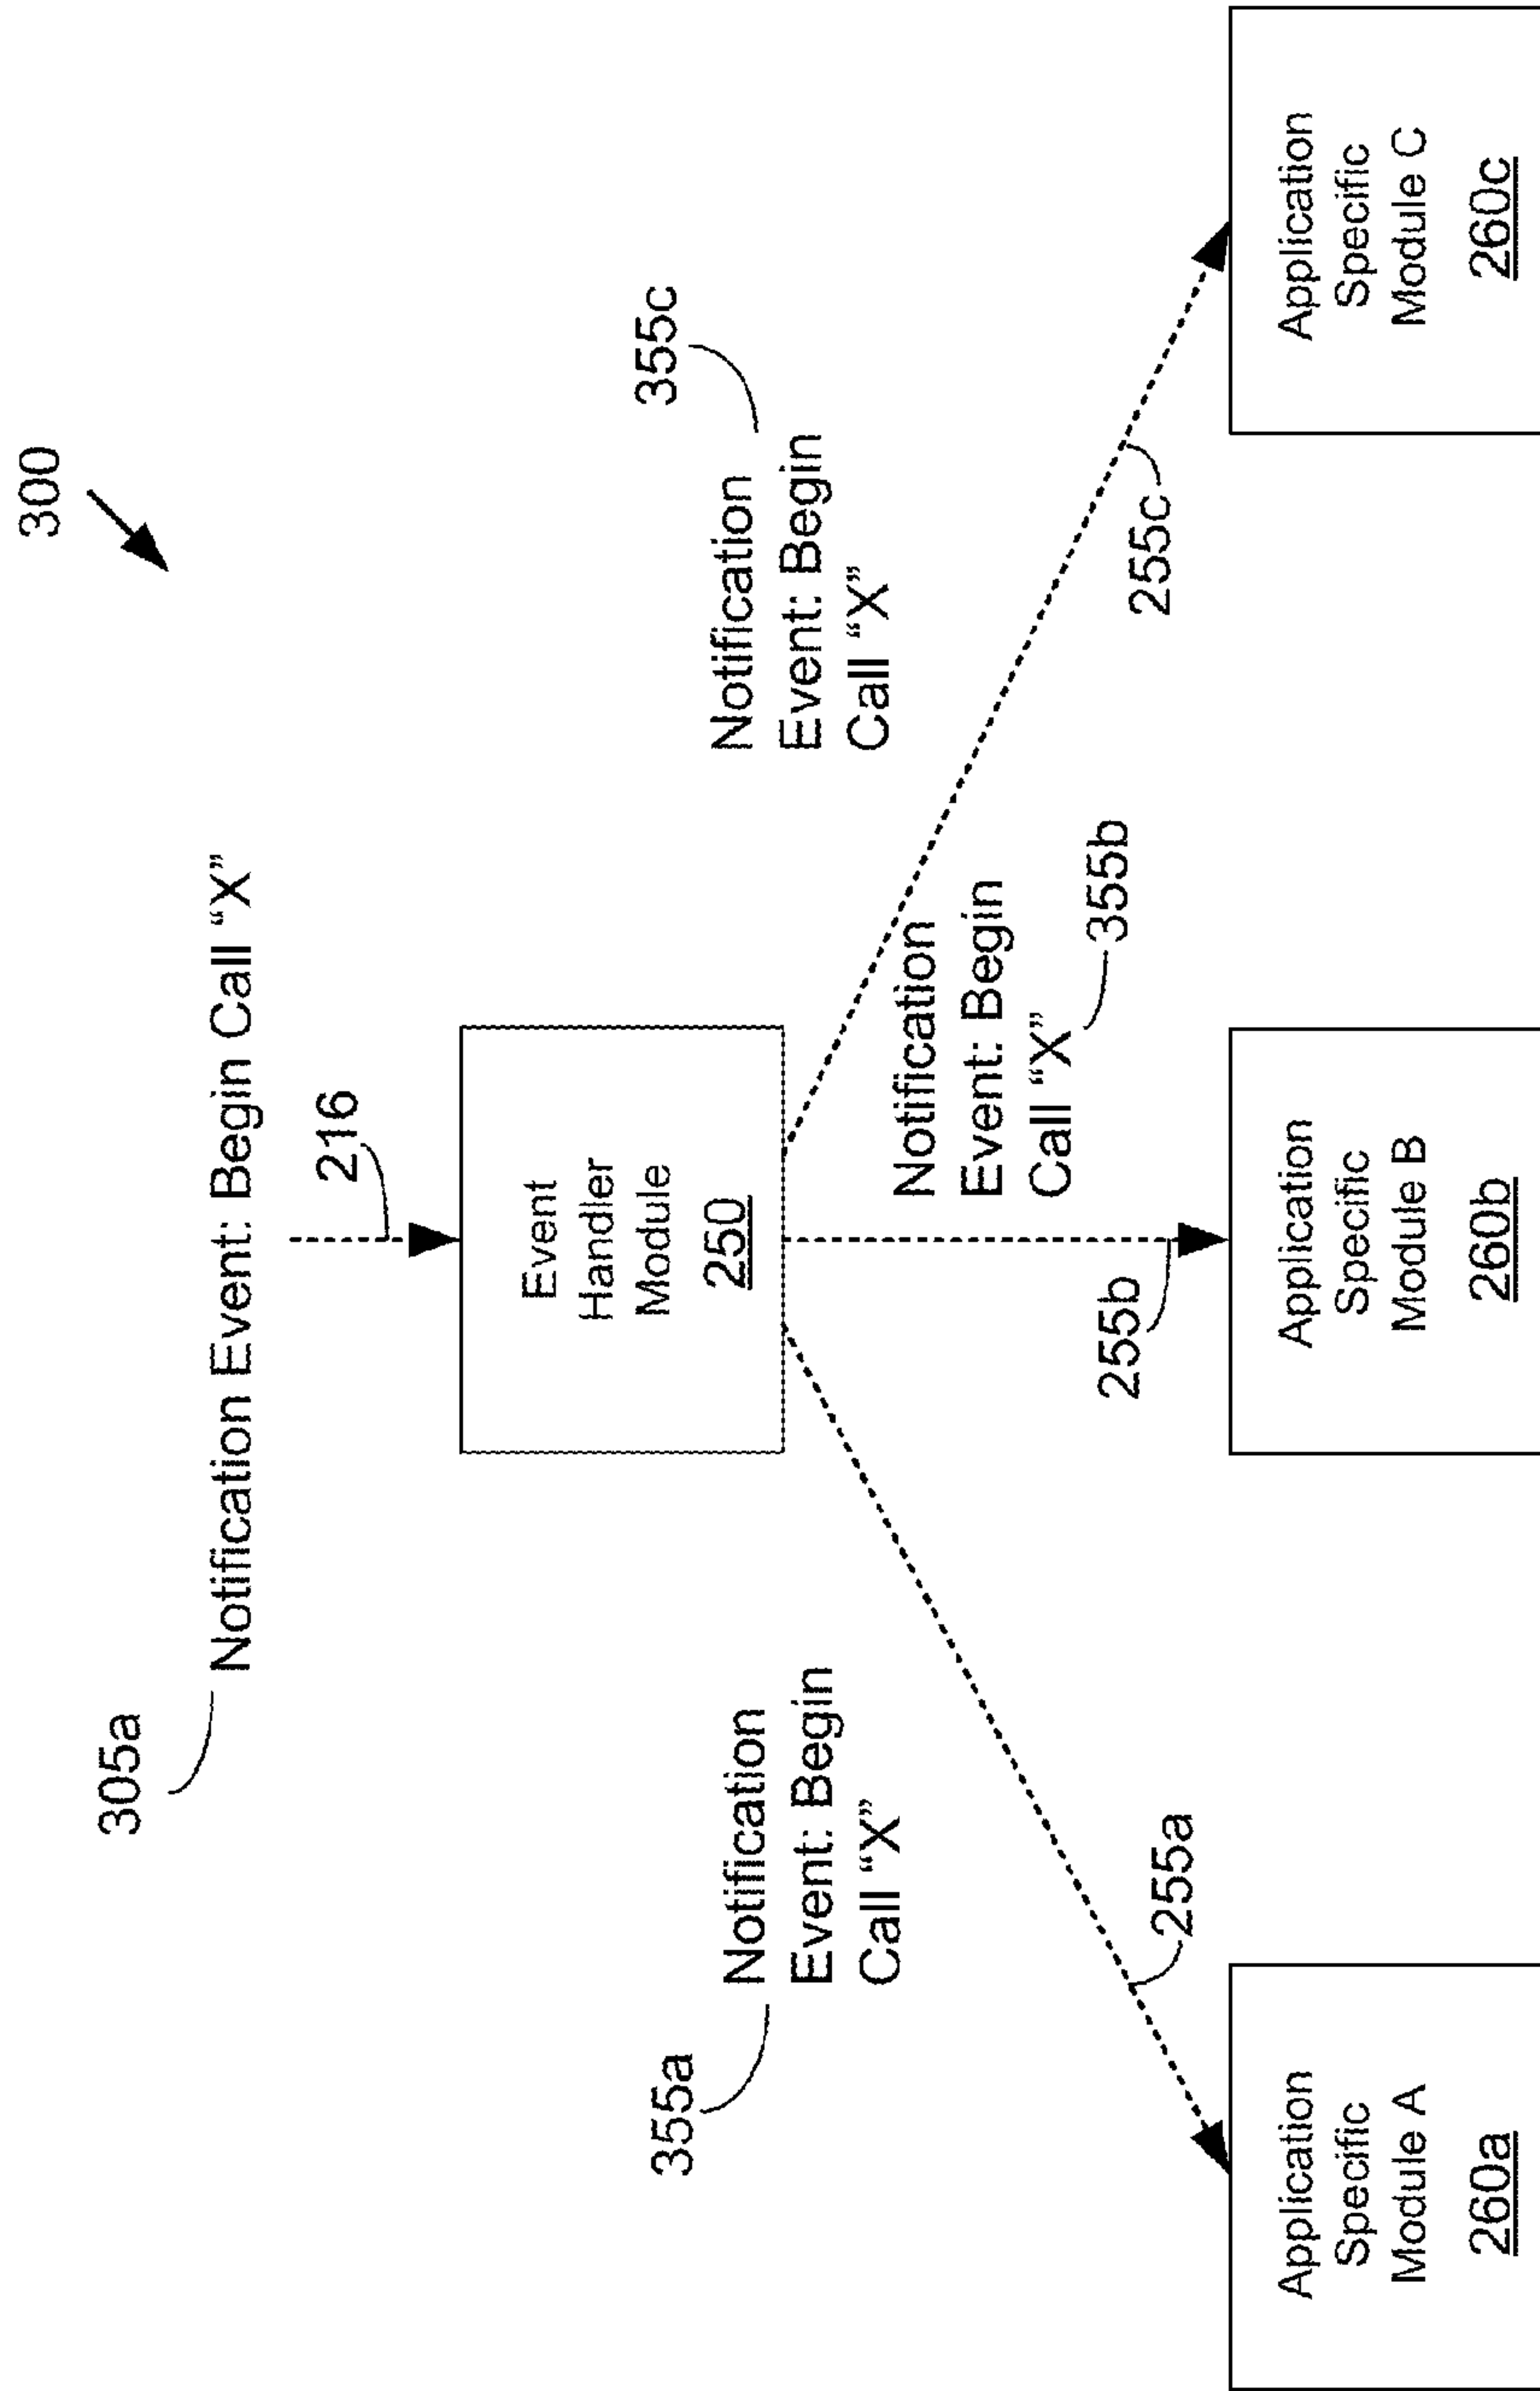 300
305a
Notification Event: Begin Call “X”
216
Event
Handler
Module
250
355a
Notification
Event: Begin
Call “X”
Notification
Event: Begin
Call “X”
355b
355c
Notification
Event: Begin
Call “X”
255a
255b
255c
Application
Specific
Module A
260a
Application
Specific
Module B
260b
Application
Specific
Module C
260c